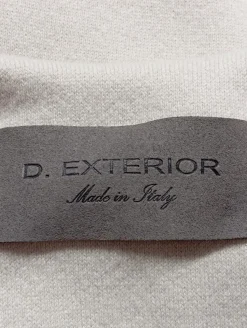 D. EXTERIOR
Made in Italy